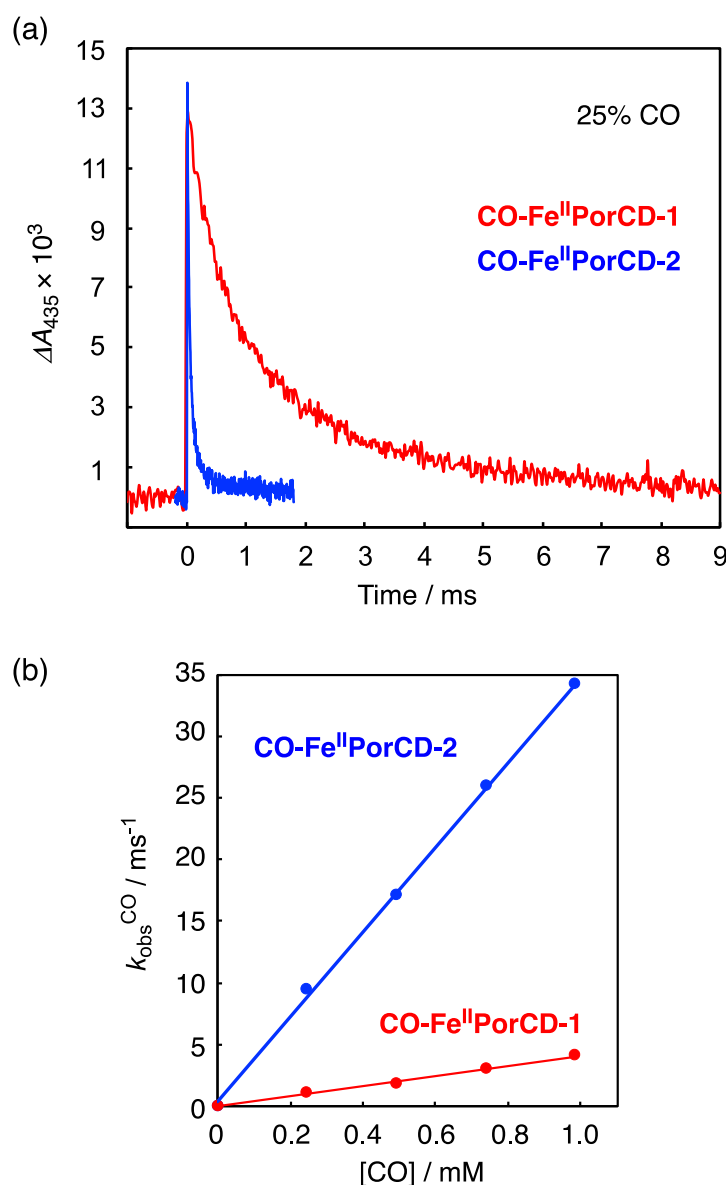 (a)
15
13
11
9
7
5
3
1
ΔA₄₃₅ × 10³
25% CO
CO-FeᴵᴵPorCD-1
CO-FeᴵᴵPorCD-2
0 1 2 3 4 5 6 7 8 9
Time / ms
(b)
35
30
25
20
15
10
5
0
k_obs^CO / ms⁻¹
CO-FeᴵᴵPorCD-2
CO-FeᴵᴵPorCD-1
0 0.2 0.4 0.6 0.8 1.0
[CO] / mM